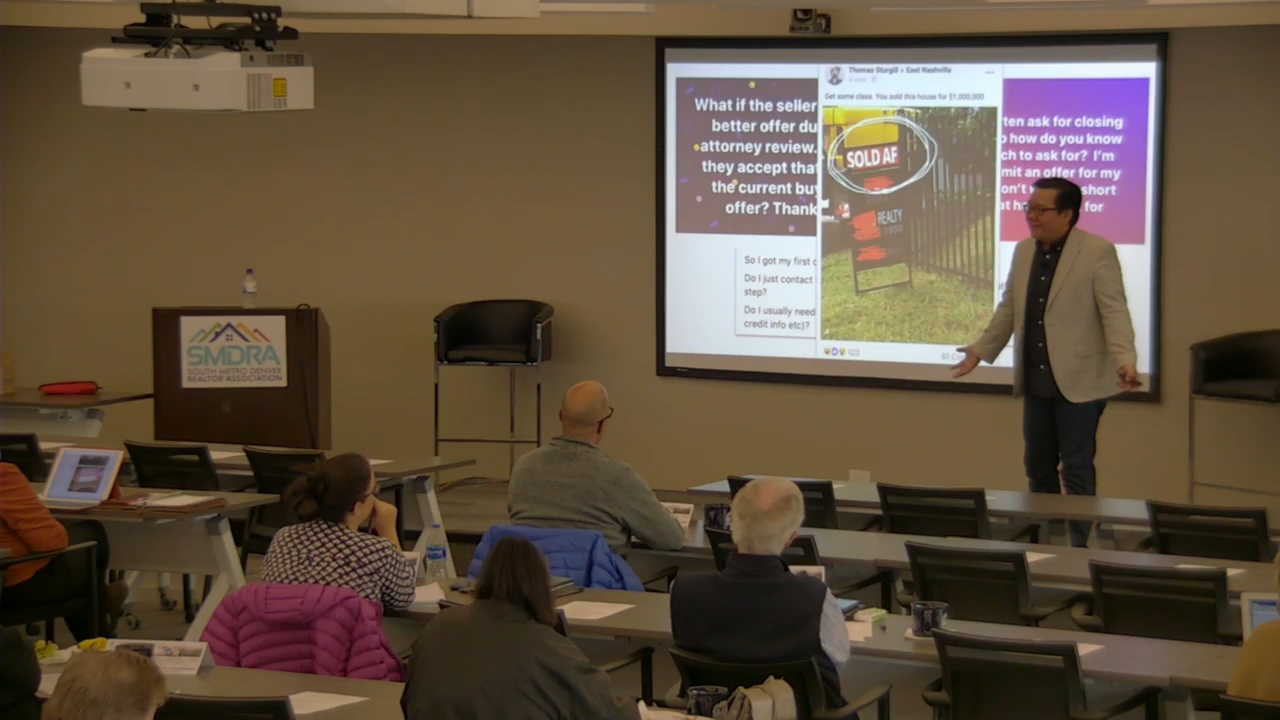 What if the seller
better offer du
attorney review.
they accept that
the current buy
offer? Thank
So I got my first
Do I just contact
step?
Do I usually need
credit info etc)?
Thomas Sturgill East Nashville
Get some class. You sold this house for $1,000,000
SOLD AF
REALTY
122
ten ask for closing
how do you know
ch to ask for? I'm
mit an offer for my
short
for
SMDRA
SOUTH METRO DENVER
REALTOR ASSOCIATION